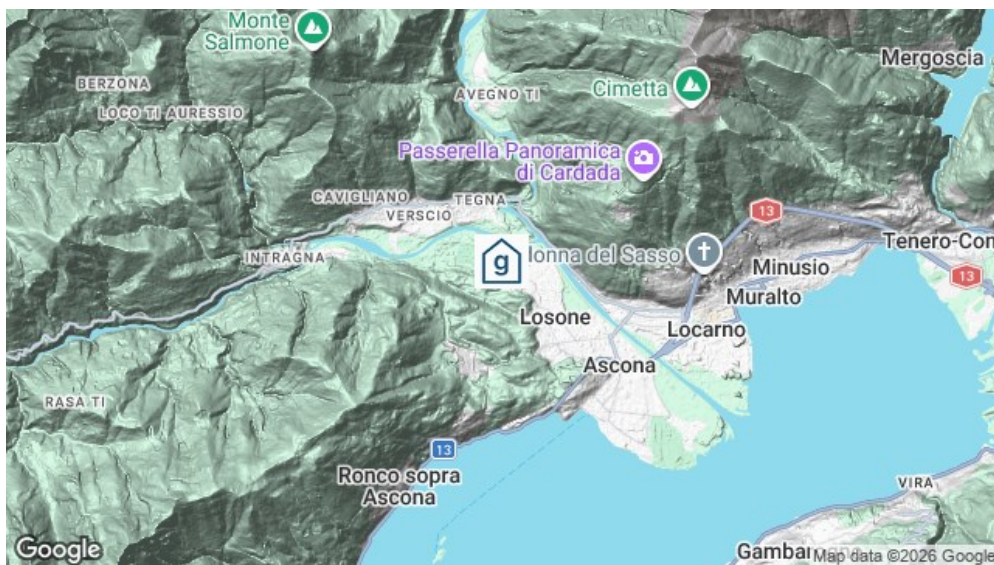 Monte
Salmone
Mergoscia
BERZONA
Cimetta
AVEGNO TI
LOCO TI AURESSIO
Passerella Panoramica
di Cardada
CAVIGLIANO
TEGNA
VERSCIO
13
g
onna del Sasso
INTRAGNA
Tenero-Con
Minusio
13
Muralto
Losone
Locarno
Ascona
RASA TI
13
Ronco sopra
Ascona
VIRA
Google
Gambar
Map data ©2026 Google